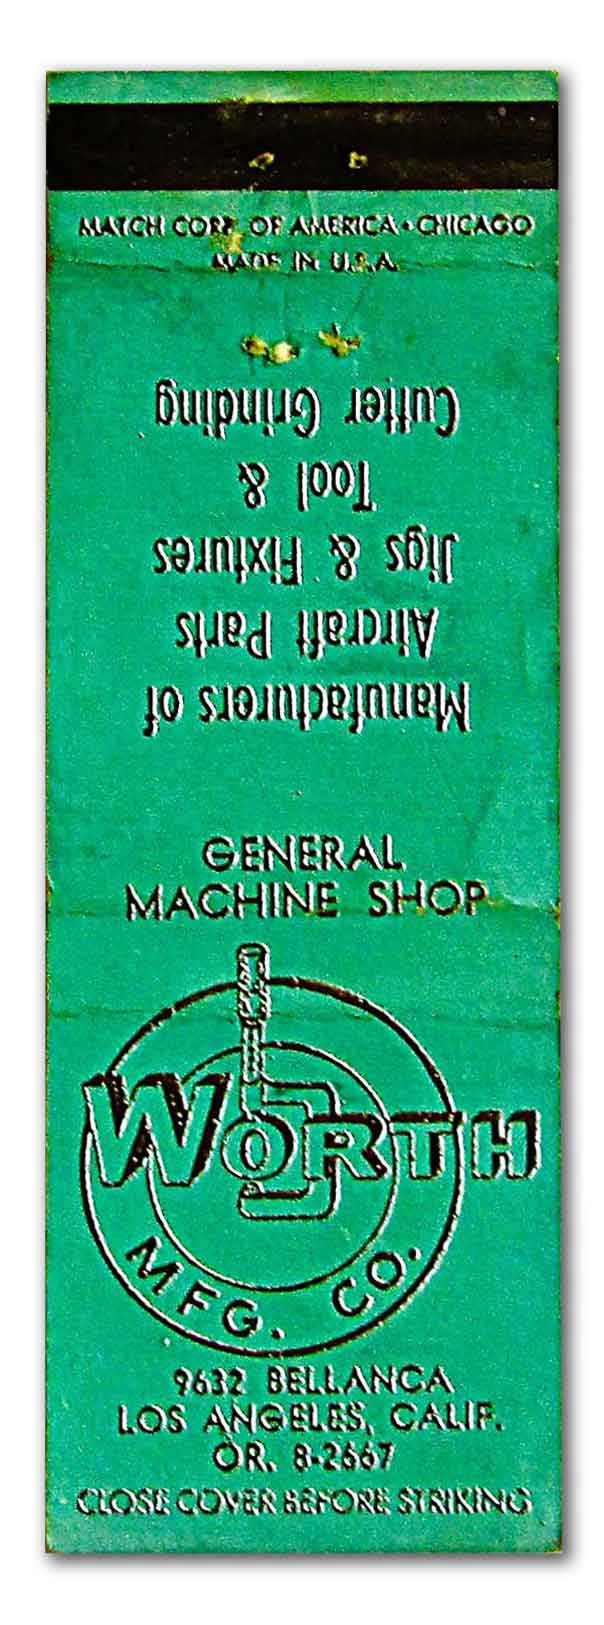 MATCH CORP. OF AMERICA • CHICAGO
MADE IN U.S.A.
Manufacturers of
Aircraft Parts
Jigs & Fixtures
Tool &
Cutter Grinding
GENERAL
MACHINE SHOP
WORTH
MFG. CO.
9632 BELLANCA
LOS ANGELES, CALIF.
OR. 8-2667
CLOSE COVER BEFORE STRIKING